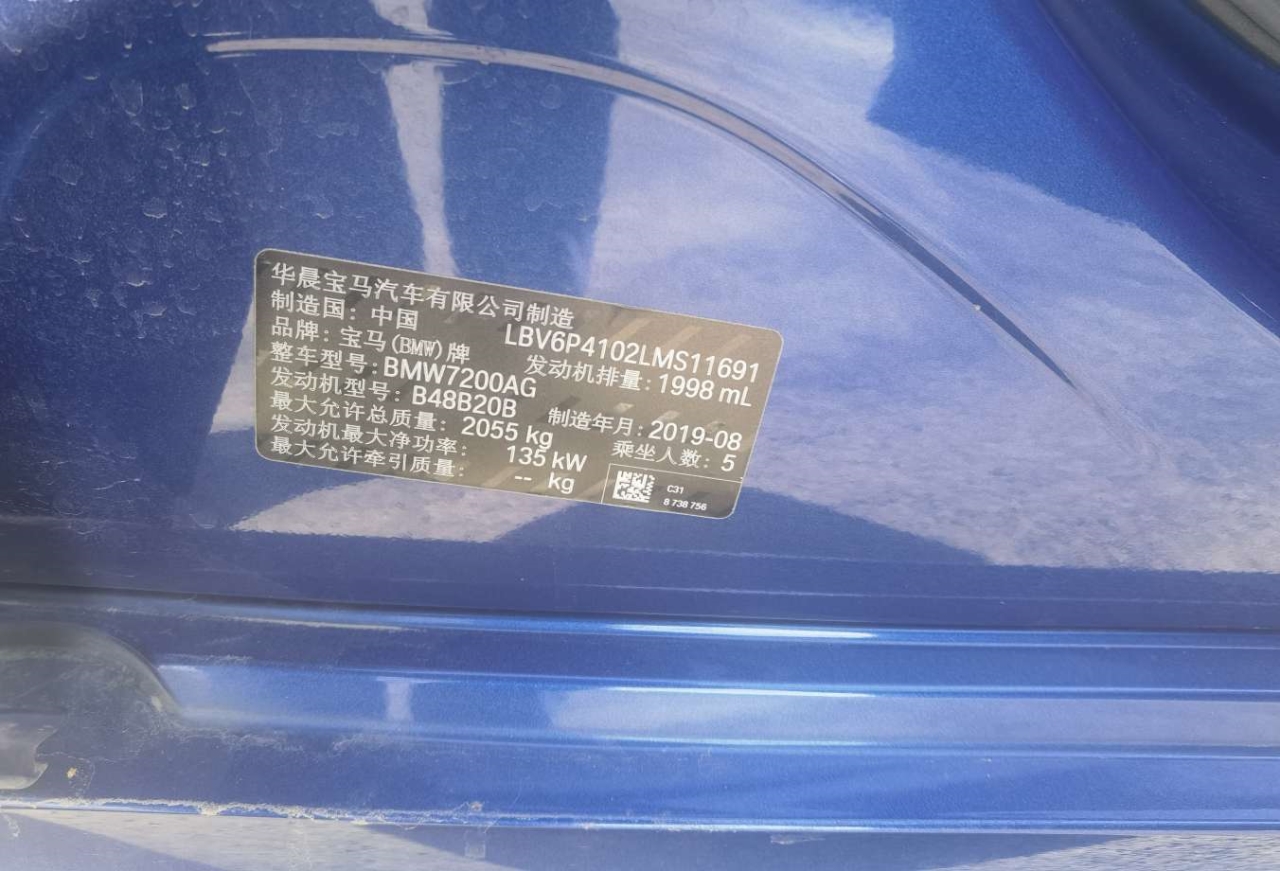 华晨宝马汽车有限公司制造
制造国：中国 LBV6P4102LMS11691
品牌：宝马(BMW)牌 发动机排量：1998 mL
整车型号：BMW7200AG
发动机型号：B48B20B 制造年月：2019-08
最大允许总质量：2055 kg 乘坐人数：5
发动机最大净功率：135 kW
最大允许牵引质量：-- kg
C31
8 738 756